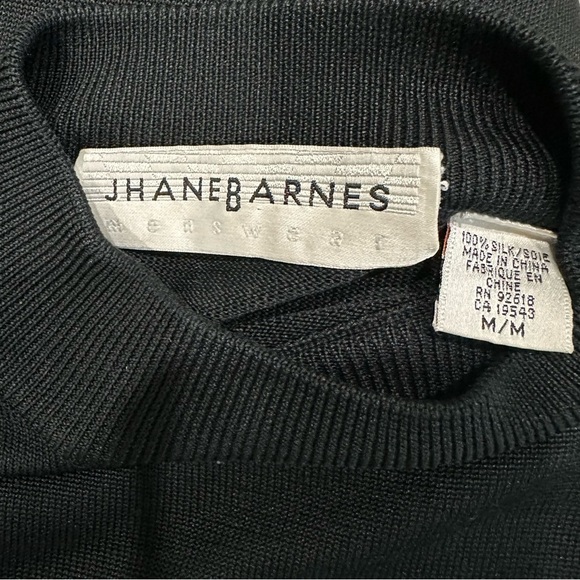 JHANEBARNES
menswear
100% SILK/SOIE
MADE IN CHINA
FABRIQUE EN
CHINE
RN 92618
CA 19543
M/M